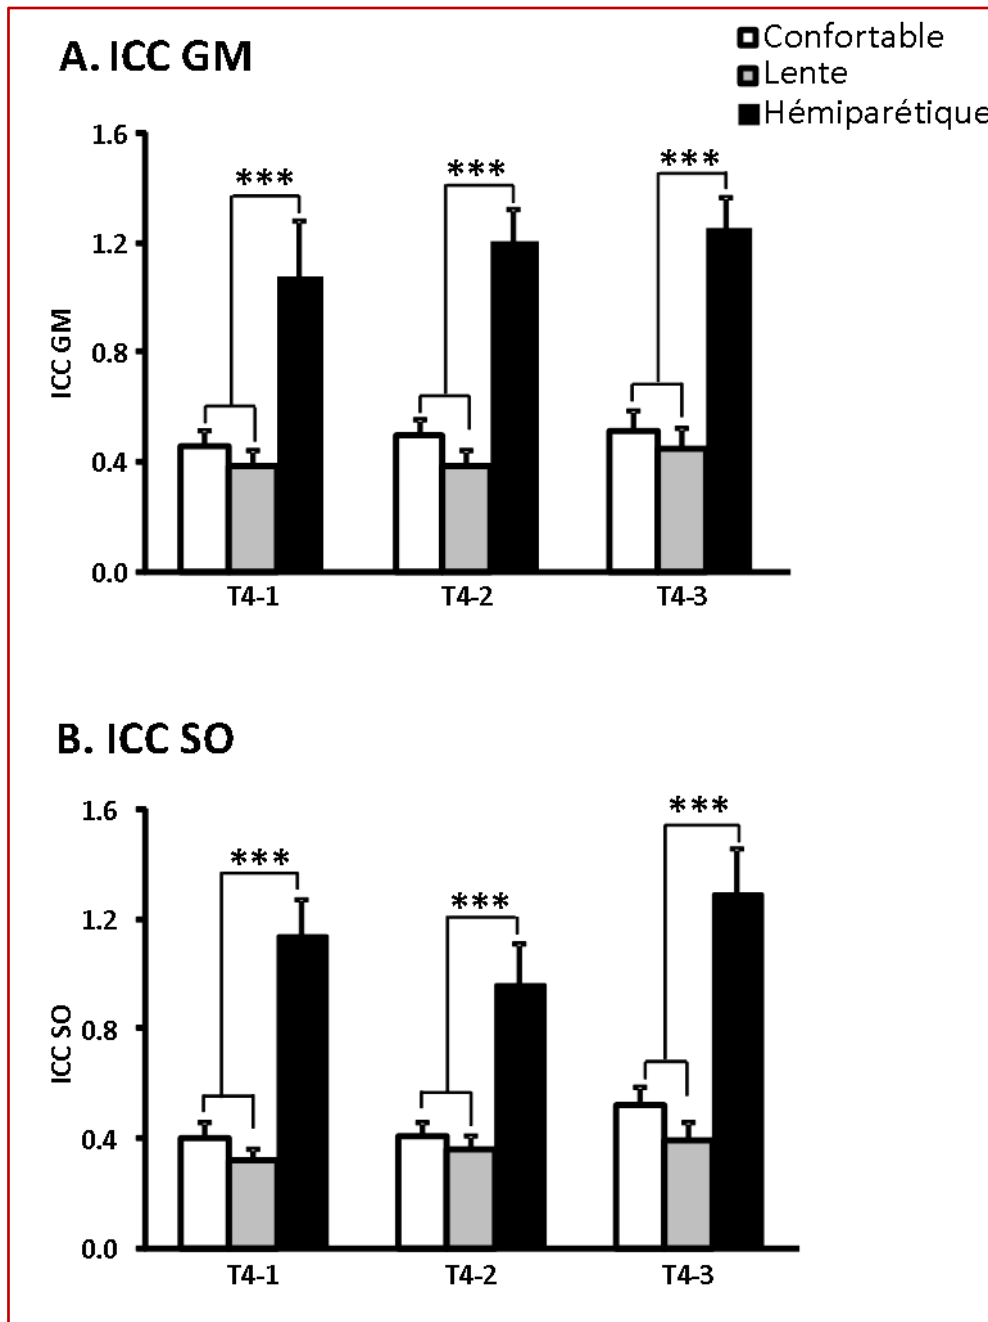 A. ICC GM
Confortable
Lente
Hémiparétique
1.6
1.2
0.8
0.4
0.0
ICC GM
***
***
***
T4-1
T4-2
T4-3
B. ICC SO
1.6
1.2
0.8
0.4
0.0
ICC SO
***
***
***
T4-1
T4-2
T4-3